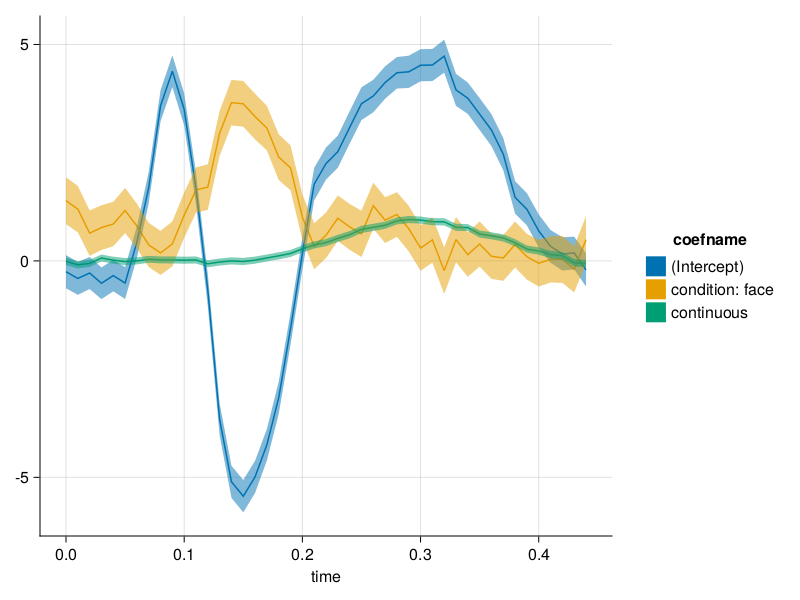 5
0
-5
0.0 0.1 0.2 0.3 0.4
time
coefname
(Intercept)
condition: face
continuous